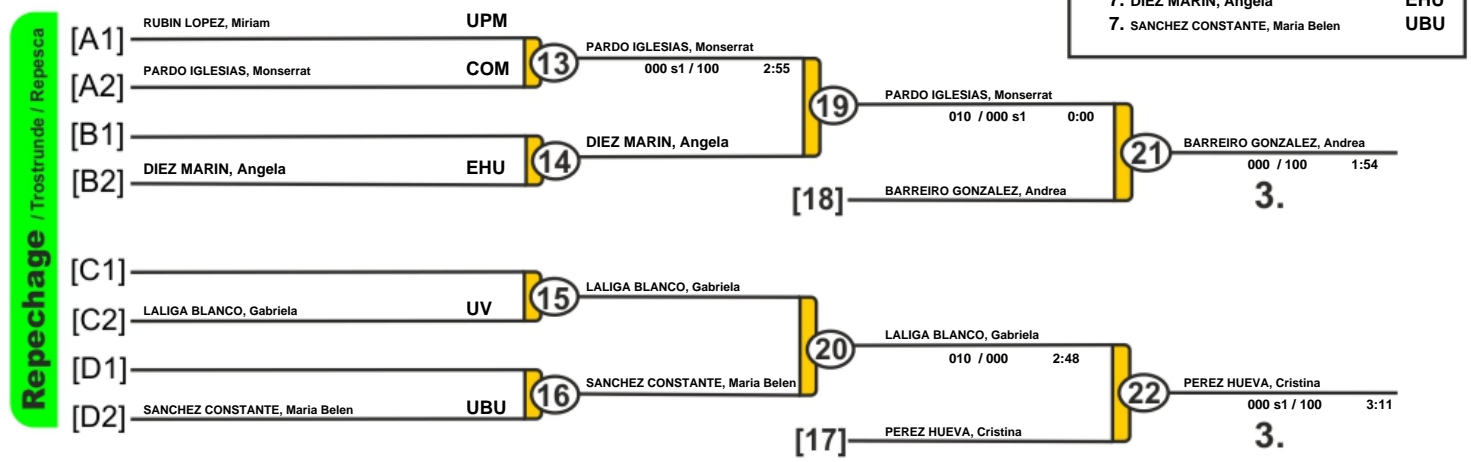 7. DIEZ MARIN, Angela EHU
7. SANCHEZ CONSTANTE, Maria Belen UBU
Repechage / Trostrunde / Repesca
[A1] RUBIN LOPEZ, Miriam UPM
[A2] PARDO IGLESIAS, Monserrat COM
13 PARDO IGLESIAS, Monserrat
000 s1 / 100 2:55
[B1]
[B2] DIEZ MARIN, Angela EHU
14 DIEZ MARIN, Angela
19 PARDO IGLESIAS, Monserrat
010 / 000 s1 0:00
[18] BARREIRO GONZALEZ, Andrea
21 BARREIRO GONZALEZ, Andrea
000 / 100 1:54
3.
[C1]
[C2] LALIGA BLANCO, Gabriela UV
15 LALIGA BLANCO, Gabriela
[D1]
[D2] SANCHEZ CONSTANTE, Maria Belen UBU
16 SANCHEZ CONSTANTE, Maria Belen
20 LALIGA BLANCO, Gabriela
010 / 000 2:48
[17] PEREZ HUEVA, Cristina
22 PEREZ HUEVA, Cristina
000 s1 / 100 3:11
3.